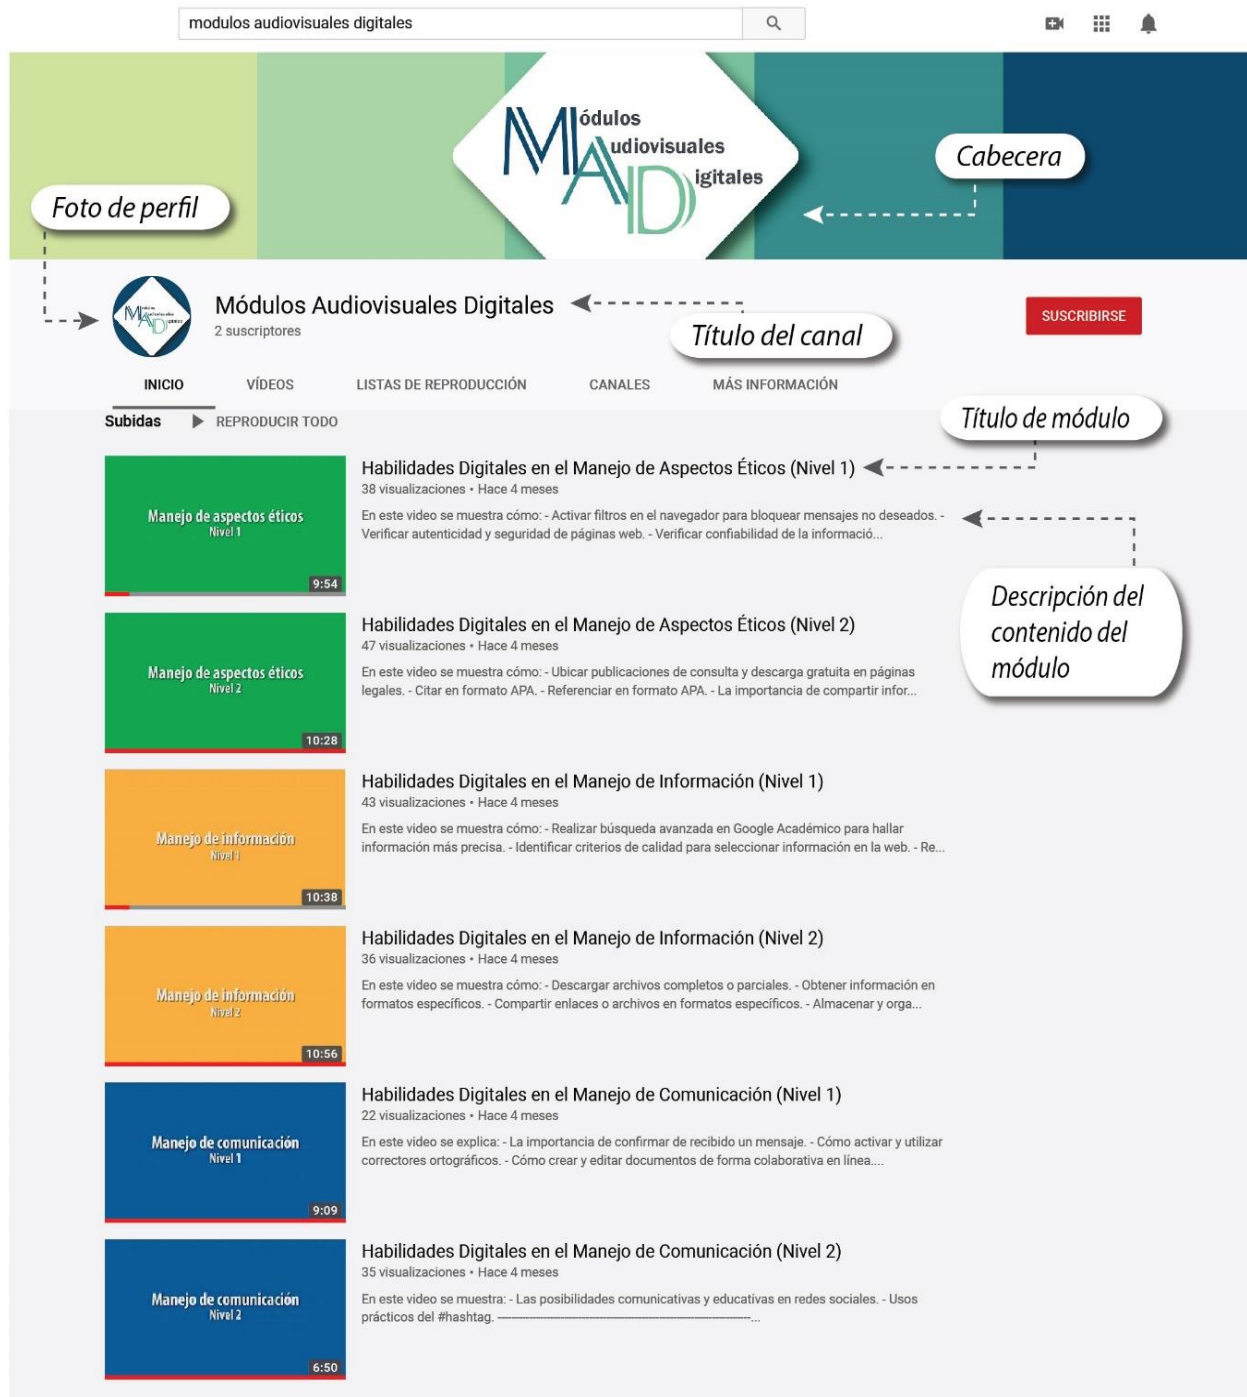 modulos audiovisuales digitales
Módulos
Audiovisuales
Digitales
Cabecera
Foto de perfil
Módulos Audiovisuales Digitales
2 suscriptores
SUSCRIBIRSE
Título del canal
INICIO VÍDEOS LISTAS DE REPRODUCCIÓN CANALES MÁS INFORMACIÓN
Subidas REPRODUCIR TODO
Título de módulo
Manejo de aspectos éticos
Nivel 1
9:54
Habilidades Digitales en el Manejo de Aspectos Éticos (Nivel 1)
38 visualizaciones • Hace 4 meses
En este video se muestra cómo: - Activar filtros en el navegador para bloquear mensajes no deseados. -
Verificar autenticidad y seguridad de páginas web. - Verificar confiabilidad de la informació...
Descripción del
contenido del
módulo
Manejo de aspectos éticos
Nivel 2
10:28
Habilidades Digitales en el Manejo de Aspectos Éticos (Nivel 2)
47 visualizaciones • Hace 4 meses
En este video se muestra cómo: - Ubicar publicaciones de consulta y descarga gratuita en páginas
legales. - Citar en formato APA. - Referenciar en formato APA. - La importancia de compartir infor...
Manejo de información
Nivel 1
10:38
Habilidades Digitales en el Manejo de Información (Nivel 1)
43 visualizaciones • Hace 4 meses
En este video se muestra cómo: - Realizar búsqueda avanzada en Google Académico para hallar
información más precisa. - Identificar criterios de calidad para seleccionar información en la web. - Re...
Manejo de información
Nivel 2
10:56
Habilidades Digitales en el Manejo de Información (Nivel 2)
36 visualizaciones • Hace 4 meses
En este video se muestra cómo: - Descargar archivos completos o parciales. - Obtener información en
formatos específicos. - Compartir enlaces o archivos en formatos específicos. - Almacenar y orga...
Manejo de comunicación
Nivel 1
9:09
Habilidades Digitales en el Manejo de Comunicación (Nivel 1)
22 visualizaciones • Hace 4 meses
En este video se explica: - La importancia de confirmar de recibido un mensaje. - Cómo activar y utilizar
correctores ortográficos. - Cómo crear y editar documentos de forma colaborativa en línea....
Manejo de comunicación
Nivel 2
6:50
Habilidades Digitales en el Manejo de Comunicación (Nivel 2)
35 visualizaciones • Hace 4 meses
En este video se muestra: - Las posibilidades comunicativas y educativas en redes sociales. - Usos
prácticos del #hashtag. ----------------------------------------------------------------...